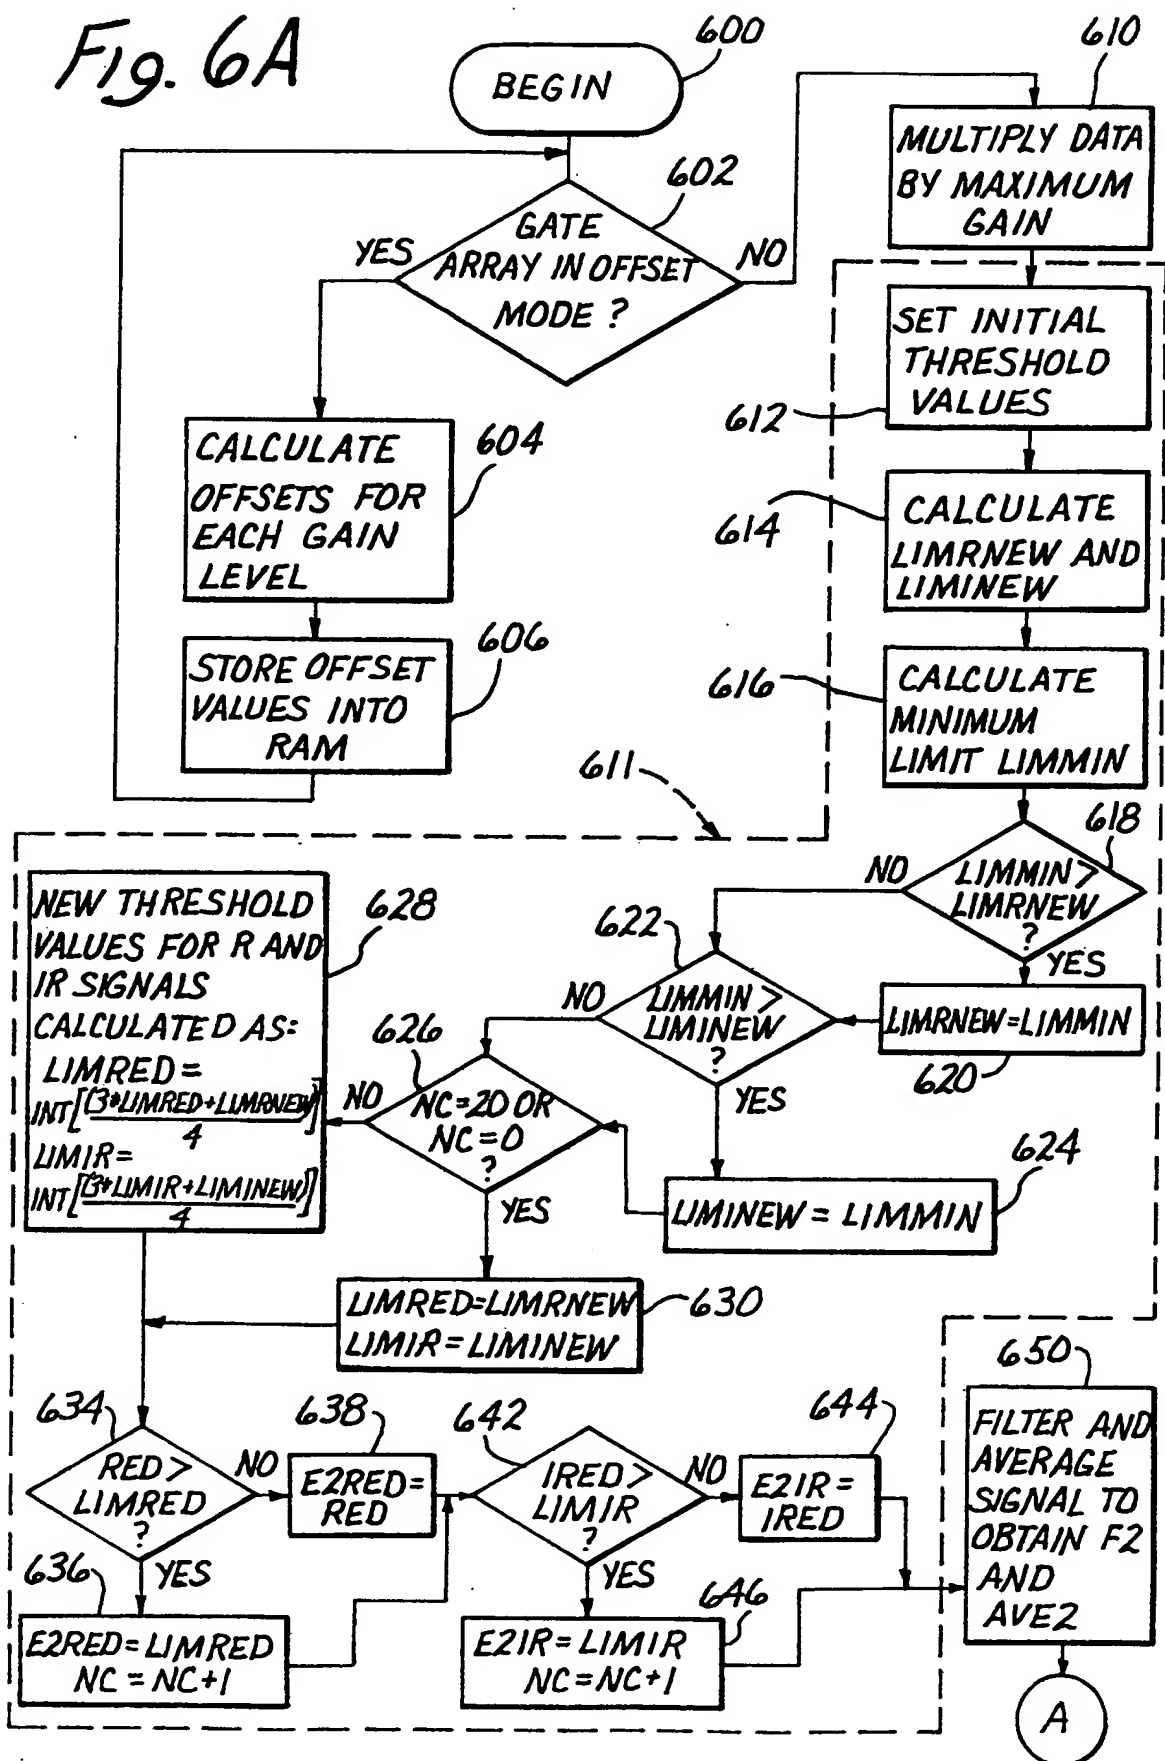 Fig. 6A
BEGIN
600
GATE
ARRAY IN OFFSET
MODE ?
602
YES
NO
CALCULATE
OFFSETS FOR
EACH GAIN
LEVEL
604
STORE OFFSET
VALUES INTO
RAM
606
610
MULTIPLY DATA
BY MAXIMUM
GAIN
611
SET INITIAL
THRESHOLD
VALUES
612
CALCULATE
LIMRNEW AND
LIMINEW
614
CALCULATE
MINIMUM
LIMIT LIMMIN
616
618
LIMMIN >
LIMRNEW
?
NO
YES
LIMRNEW=LIMMIN
620
622
LIMMIN >
LIMINEW
?
NO
YES
LIMINEW = LIMMIN
624
626
NC=20 OR
NC=0
?
NO
YES
NEW THRESHOLD
VALUES FOR R AND
IR SIGNALS
CALCULATED AS:
LIMRED =
INT[(3*LIMRED+LIMRNEW)]
4
LIMIR =
INT[(3*LIMIR+LIMINEW)]
4
628
LIMRED=LIMRNEW
LIMIR=LIMINEW
630
634
RED >
LIMRED
?
NO
YES
636
E2RED=LIMRED
NC=NC+1
638
E2RED=
RED
642
IRED >
LIMIR
?
NO
YES
644
E2IR=
IRED
646
E2IR=LIMIR
NC=NC+1
650
FILTER AND
AVERAGE
SIGNAL TO
OBTAIN F2
AND
AVE2
A